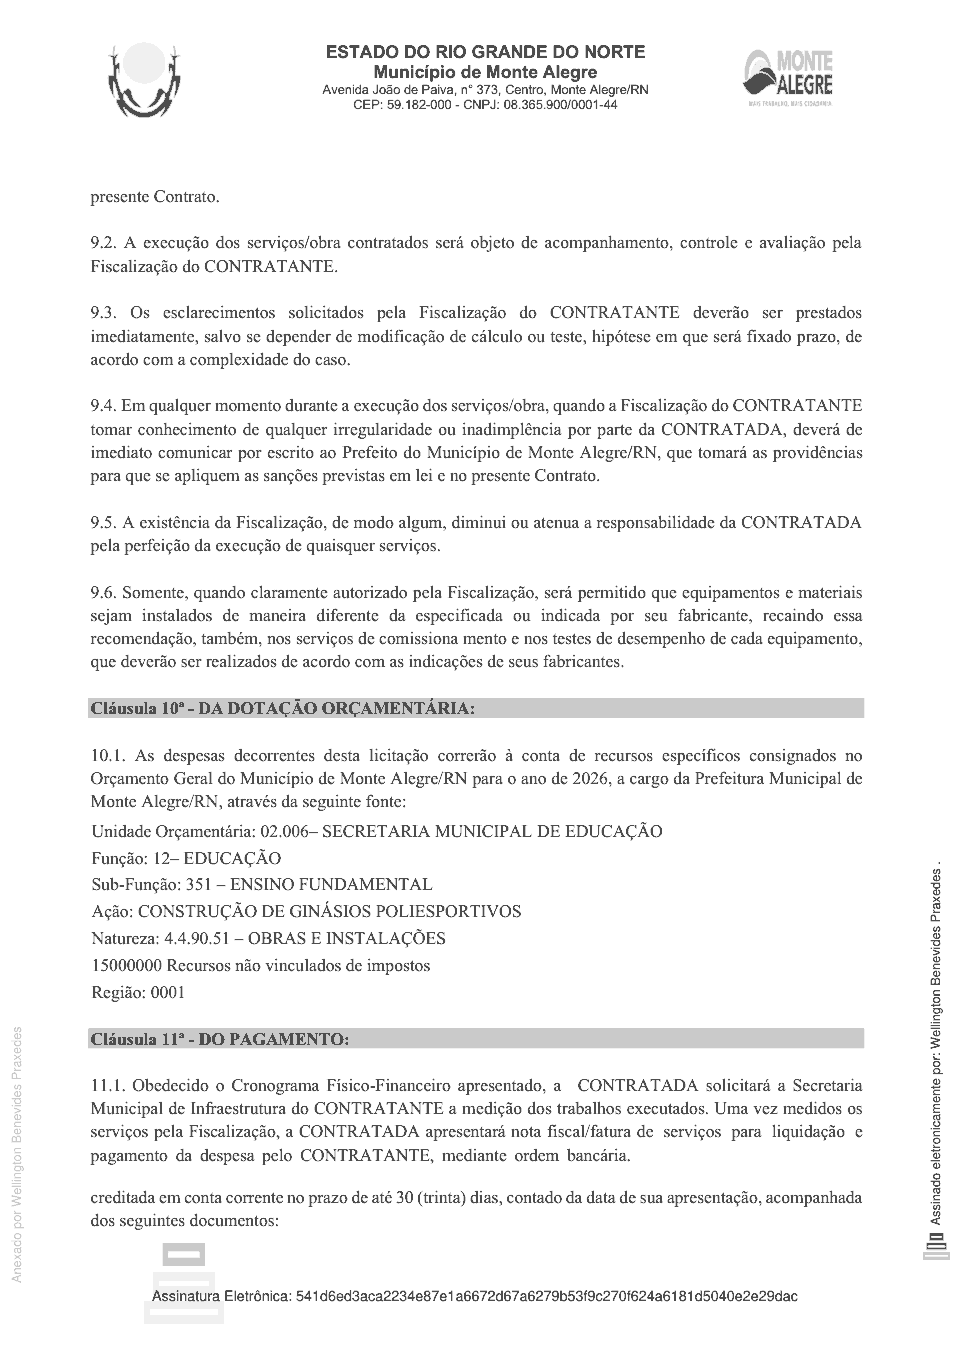 ESTADO DO RIO GRANDE DO NORTE
Município de Monte Alegre
Avenida João de Paiva, n° 373, Centro, Monte Alegre/RN
CEP: 59.182-000 - CNPJ: 08.365.900/0001-44
MONTE
ALEGRE
MAIS TRABALHO, MAIS CIDADANIA
presente Contrato.
9.2. A execução dos serviços/obra contratados será objeto de acompanhamento, controle e avaliação pela
Fiscalização do CONTRATANTE.
9.3. Os esclarecimentos solicitados pela Fiscalização do CONTRATANTE deverão ser prestados
imediatamente, salvo se depender de modificação de cálculo ou teste, hipótese em que será fixado prazo, de
acordo com a complexidade do caso.
9.4. Em qualquer momento durante a execução dos serviços/obra, quando a Fiscalização do CONTRATANTE
tomar conhecimento de qualquer irregularidade ou inadimplência por parte da CONTRATADA, deverá de
imediato comunicar por escrito ao Prefeito do Município de Monte Alegre/RN, que tomará as providências
para que se apliquem as sanções previstas em lei e no presente Contrato.
9.5. A existência da Fiscalização, de modo algum, diminui ou atenua a responsabilidade da CONTRATADA
pela perfeição da execução de quaisquer serviços.
9.6. Somente, quando claramente autorizado pela Fiscalização, será permitido que equipamentos e materiais
sejam instalados de maneira diferente da especificada ou indicada por seu fabricante, recaindo essa
recomendação, também, nos serviços de comissiona mento e nos testes de desempenho de cada equipamento,
que deverão ser realizados de acordo com as indicações de seus fabricantes.
Cláusula 10ª - DA DOTAÇÃO ORÇAMENTÁRIA:
10.1. As despesas decorrentes desta licitação correrão à conta de recursos específicos consignados no
Orçamento Geral do Município de Monte Alegre/RN para o ano de 2026, a cargo da Prefeitura Municipal de
Monte Alegre/RN, através da seguinte fonte:
Unidade Orçamentária: 02.006– SECRETARIA MUNICIPAL DE EDUCAÇÃO
Função: 12– EDUCAÇÃO
Sub-Função: 351 – ENSINO FUNDAMENTAL
Ação: CONSTRUÇÃO DE GINÁSIOS POLIESPORTIVOS
Natureza: 4.4.90.51 – OBRAS E INSTALAÇÕES
15000000 Recursos não vinculados de impostos
Região: 0001
Cláusula 11ª - DO PAGAMENTO:
11.1. Obedecido o Cronograma Físico-Financeiro apresentado, a CONTRATADA solicitará a Secretaria
Municipal de Infraestrutura do CONTRATANTE a medição dos trabalhos executados. Uma vez medidos os
serviços pela Fiscalização, a CONTRATADA apresentará nota fiscal/fatura de serviços para liquidação e
pagamento da despesa pelo CONTRATANTE, mediante ordem bancária.
creditada em conta corrente no prazo de até 30 (trinta) dias, contado da data de sua apresentação, acompanhada
dos seguintes documentos:
Assinatura Eletrônica: 541d6ed3aca2234e87e1a6672d67a6279b53f9c270f624a6181d5040e2e29dac
Anexado por Wellington Benevides Praxedes
Assinado eletronicamente por: Wellington Benevides Praxedes .